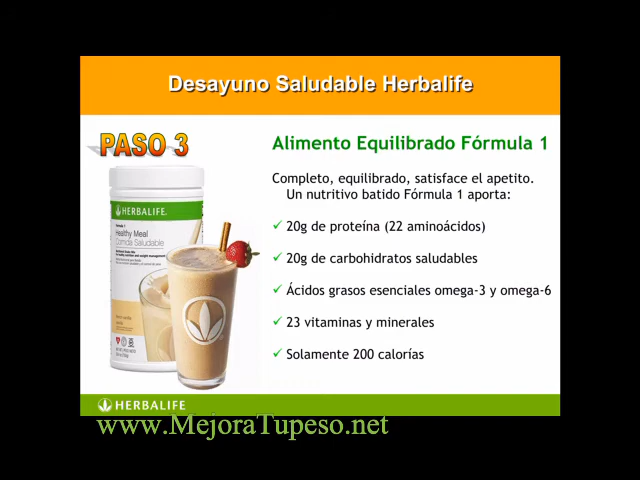 Desayuno Saludable Herbalife
PASO 3
Alimento Equilibrado Fórmula 1
Completo, equilibrado, satisface el apetito.
Un nutritivo batido Fórmula 1 aporta:
20g de proteína (22 aminoácidos)
20g de carbohidratos saludables
Ácidos grasos esenciales omega-3 y omega-6
23 vitaminas y minerales
Solamente 200 calorías
HERBALIFE.
Formula 1
Healthy Meal
Comida Saludable
HERBALIFE
www.MejoraTupeso.net